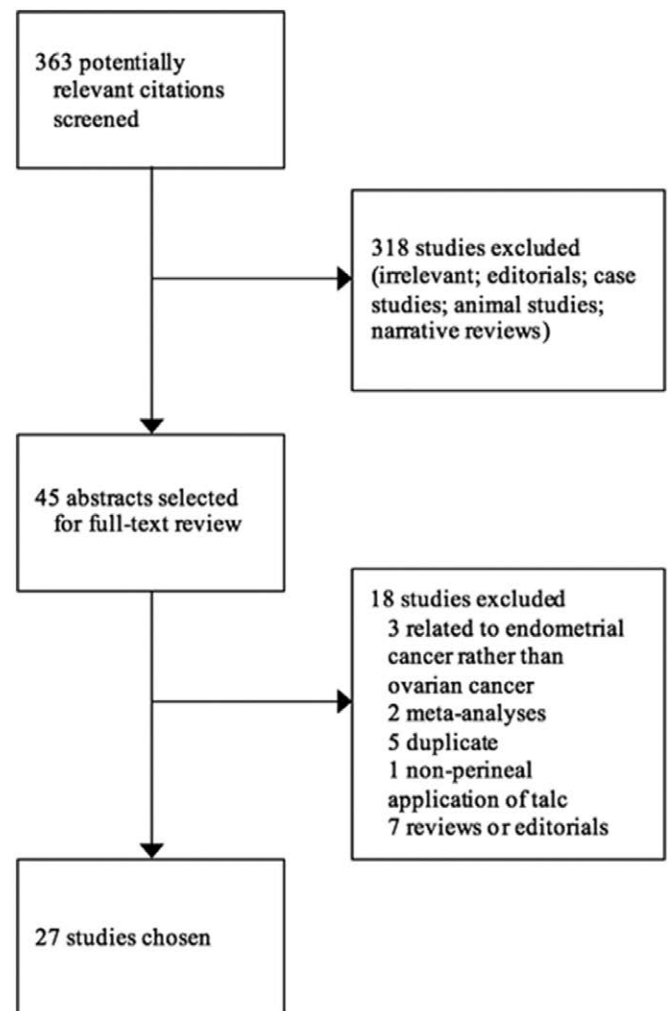 363 potentially
relevant citations
screened
318 studies excluded
(irrelevant; editorials; case
studies; animal studies;
narrative reviews)
45 abstracts selected
for full-text review
18 studies excluded
3 related to endometrial
cancer rather than
ovarian cancer
2 meta-analyses
5 duplicate
1 non-perineal
application of talc
7 reviews or editorials
27 studies chosen